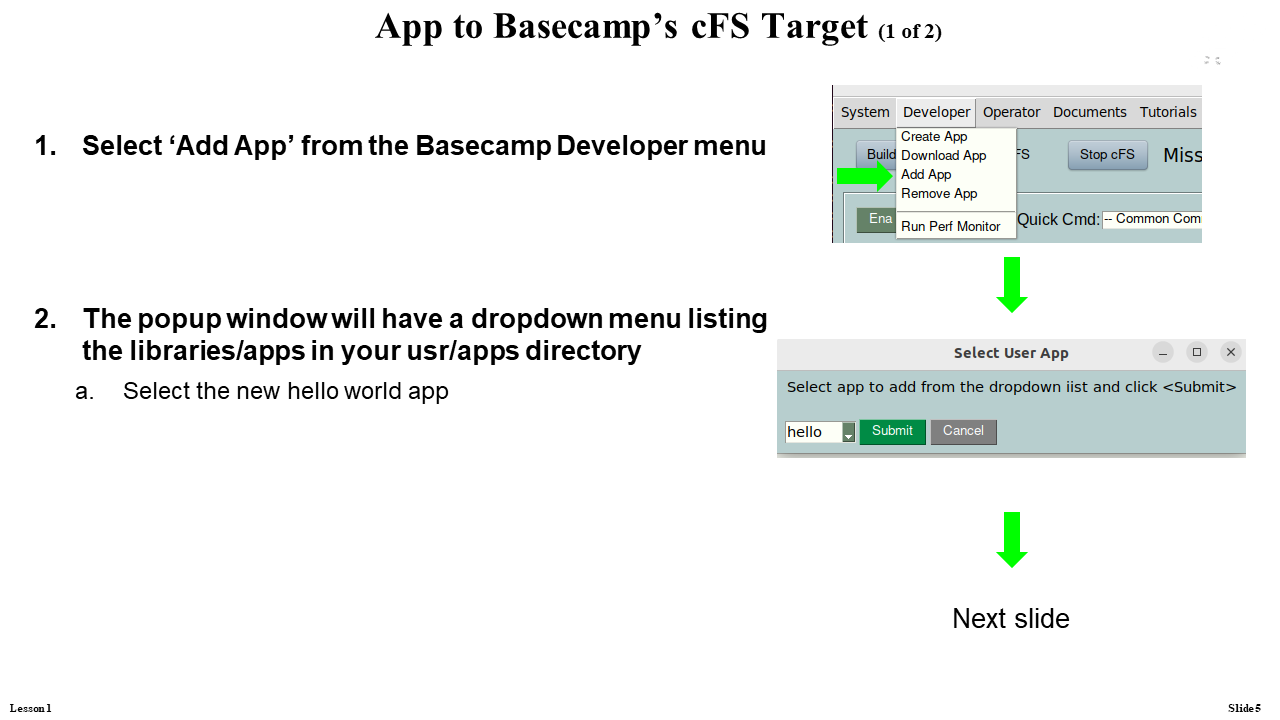 App to Basecamp’s cFS Target (1 of 2)
1. Select ‘Add App’ from the Basecamp Developer menu
System Developer Operator Documents Tutorials
Create App
Download App
Add App
Remove App
Run Perf Monitor
Build FS Stop cFS Miss
Ena Quick Cmd: -- Common Com
2. The popup window will have a dropdown menu listing
the libraries/apps in your usr/apps directory
a. Select the new hello world app
Select User App
Select app to add from the dropdown iist and click <Submit>
hello Submit Cancel
Next slide
Lesson 1
Slide 5